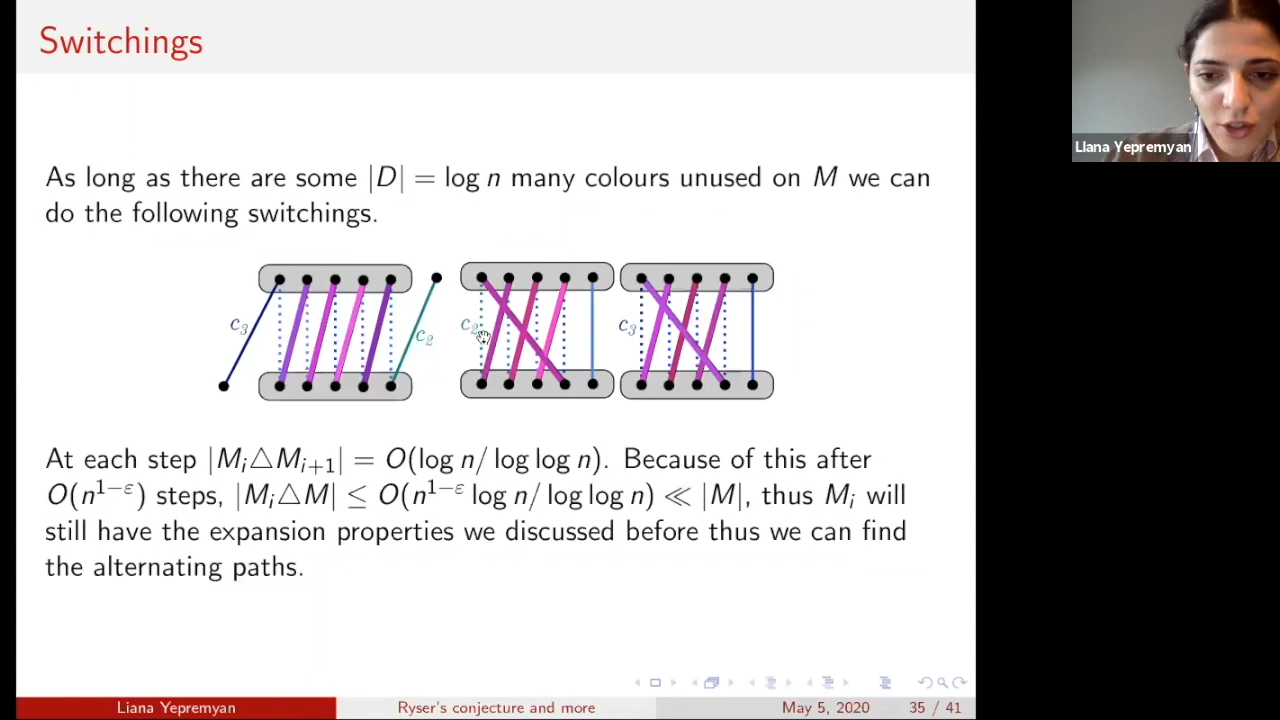 Switchings
LIana Yepremyan
As long as there are some |D| = log n many colours unused on M we can
do the following switchings.
c₃ c₂ c₂ c₃
At each step |Mᵢ△Mᵢ₊₁| = O(log n/ log log n). Because of this after
O(n¹⁻ᵋ) steps, |Mᵢ△M| ≤ O(n¹⁻ᵋ log n/ log log n) ≪ |M|, thus Mᵢ will
still have the expansion properties we discussed before thus we can find
the alternating paths.
Liana Yepremyan Ryser's conjecture and more May 5, 2020 35 / 41